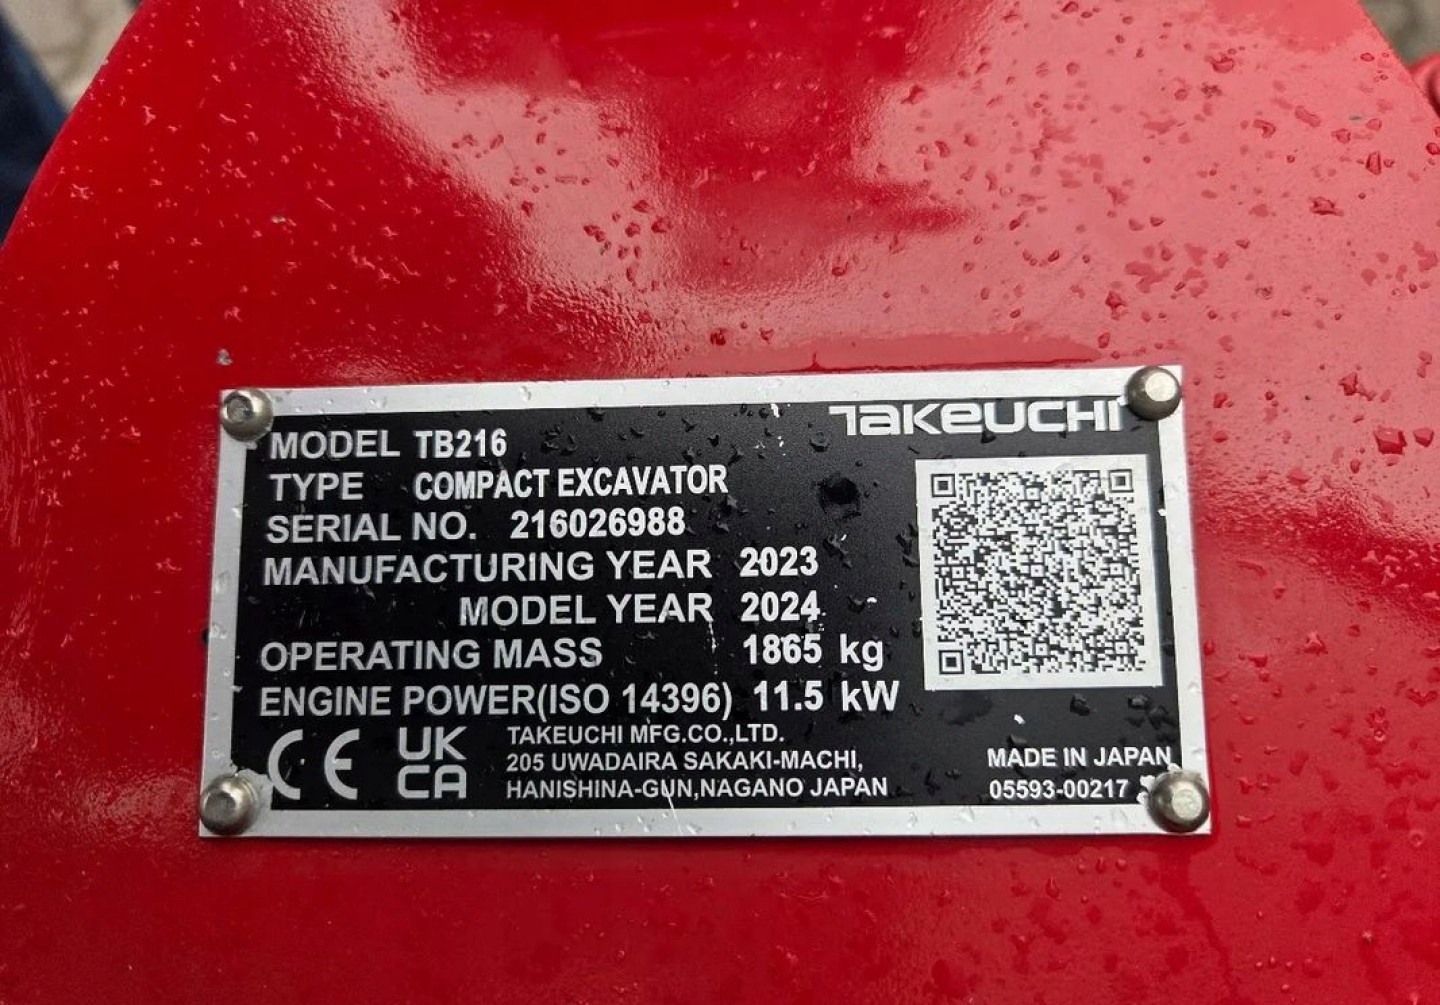 TAKEUCHI
MODEL TB216
TYPE COMPACT EXCAVATOR
SERIAL NO. 216026988
MANUFACTURING YEAR 2023
MODEL YEAR 2024
OPERATING MASS 1865 kg
ENGINE POWER(ISO 14396) 11.5 kW
CE UK CA
TAKEUCHI MFG.CO.,LTD.
205 UWADAIRA SAKAKI-MACHI,
HANISHINA-GUN,NAGANO JAPAN
MADE IN JAPAN
05593-00217